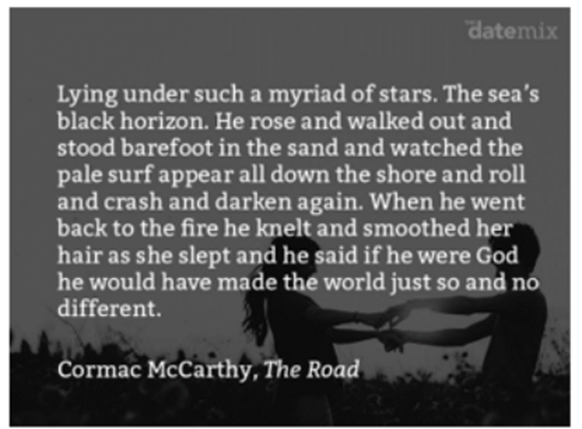 the datemix
Lying under such a myriad of stars. The sea's
black horizon. He rose and walked out and
stood barefoot in the sand and watched the
pale surf appear all down the shore and roll
and crash and darken again. When he went
back to the fire he knelt and smoothed her
hair as she slept and he said if he were God
he would have made the world just so and no
different.
Cormac McCarthy, The Road